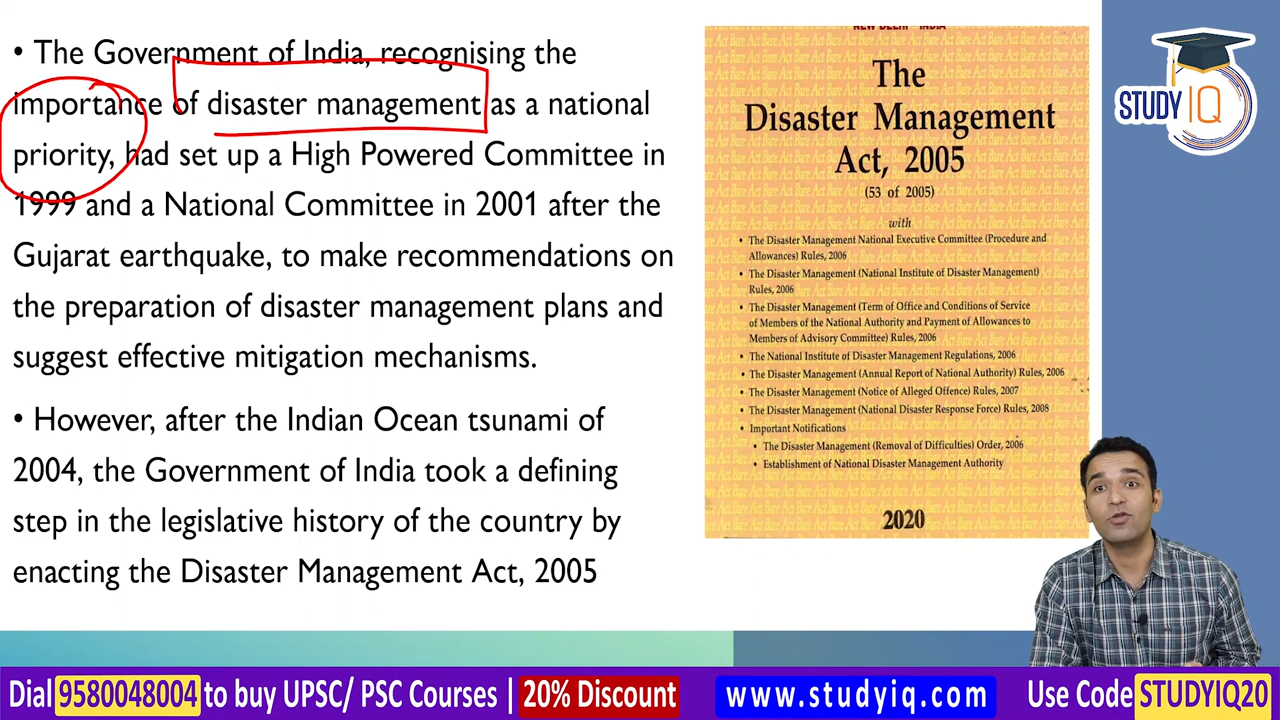 • The Government of India, recognising the
importance of disaster management as a national
priority, had set up a High Powered Committee in
1999 and a National Committee in 2001 after the
Gujarat earthquake, to make recommendations on
the preparation of disaster management plans and
suggest effective mitigation mechanisms.
• However, after the Indian Ocean tsunami of
2004, the Government of India took a defining
step in the legislative history of the country by
enacting the Disaster Management Act, 2005
NEW DELHI - INDIA
The
Disaster Management
Act, 2005
(53 of 2005)
with
• The Disaster Management National Executive Committee (Procedure and
Allowances) Rules, 2006
• The Disaster Management (National Institute of Disaster Management)
Rules, 2006
• The Disaster Management (Term of Office and Conditions of Service
of Members of the National Authority and Payment of Allowances to
Members of Advisory Committee) Rules, 2006
• The National Institute of Disaster Management Regulations, 2006
• The Disaster Management (Annual Report of National Authority) Rules, 2006
• The Disaster Management (Notice of Alleged Offence) Rules, 2007
• The Disaster Management (National Disaster Response Force) Rules, 2008
• Important Notifications
• The Disaster Management (Removal of Difficulties) Order, 2006
• Establishment of National Disaster Management Authority
2020
STUDY IQ
Dial 9580048004 to buy UPSC/ PSC Courses | 20% Discount
www.studyiq.com
Use Code STUDYIQ20